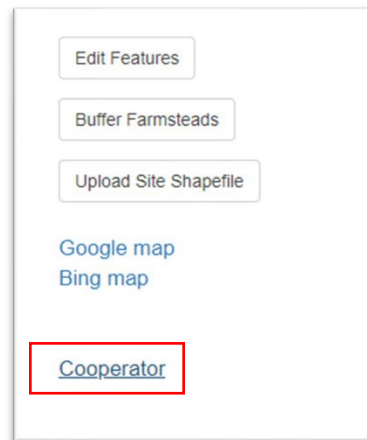 Edit Features
Buffer Farmsteads
Upload Site Shapefile
Google map
Bing map
Cooperator